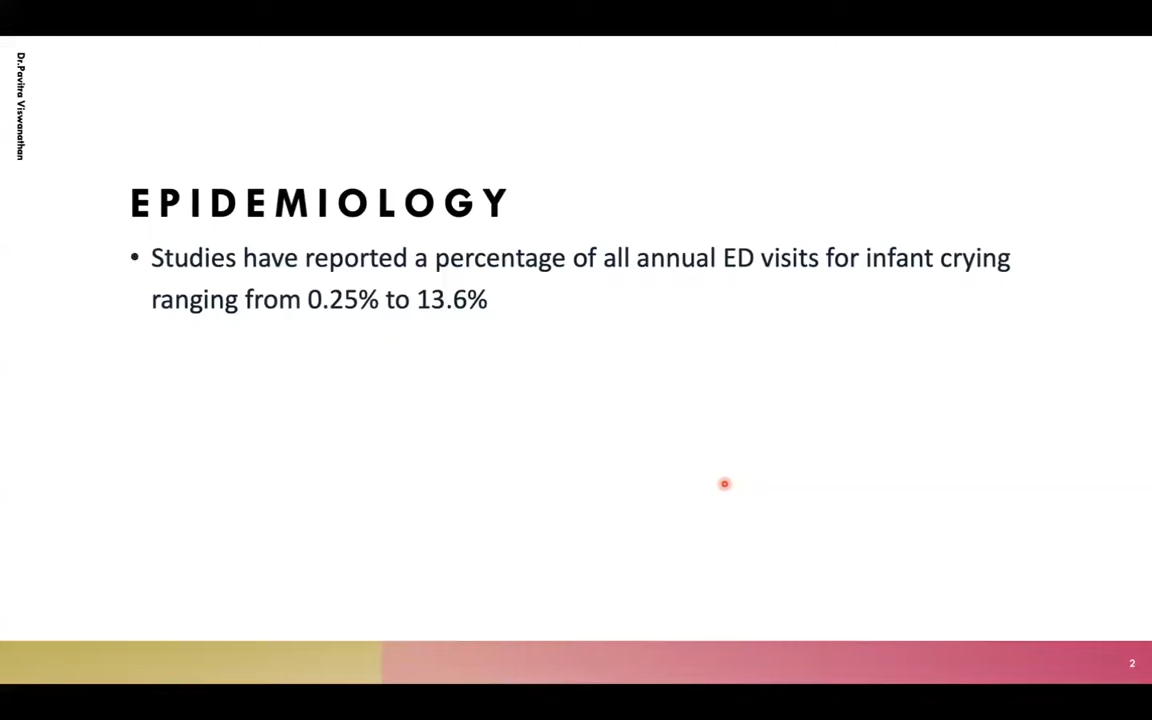 Dr.Pavitra Viswanathan
EPIDEMIOLOGY
• Studies have reported a percentage of all annual ED visits for infant crying
ranging from 0.25% to 13.6%
2